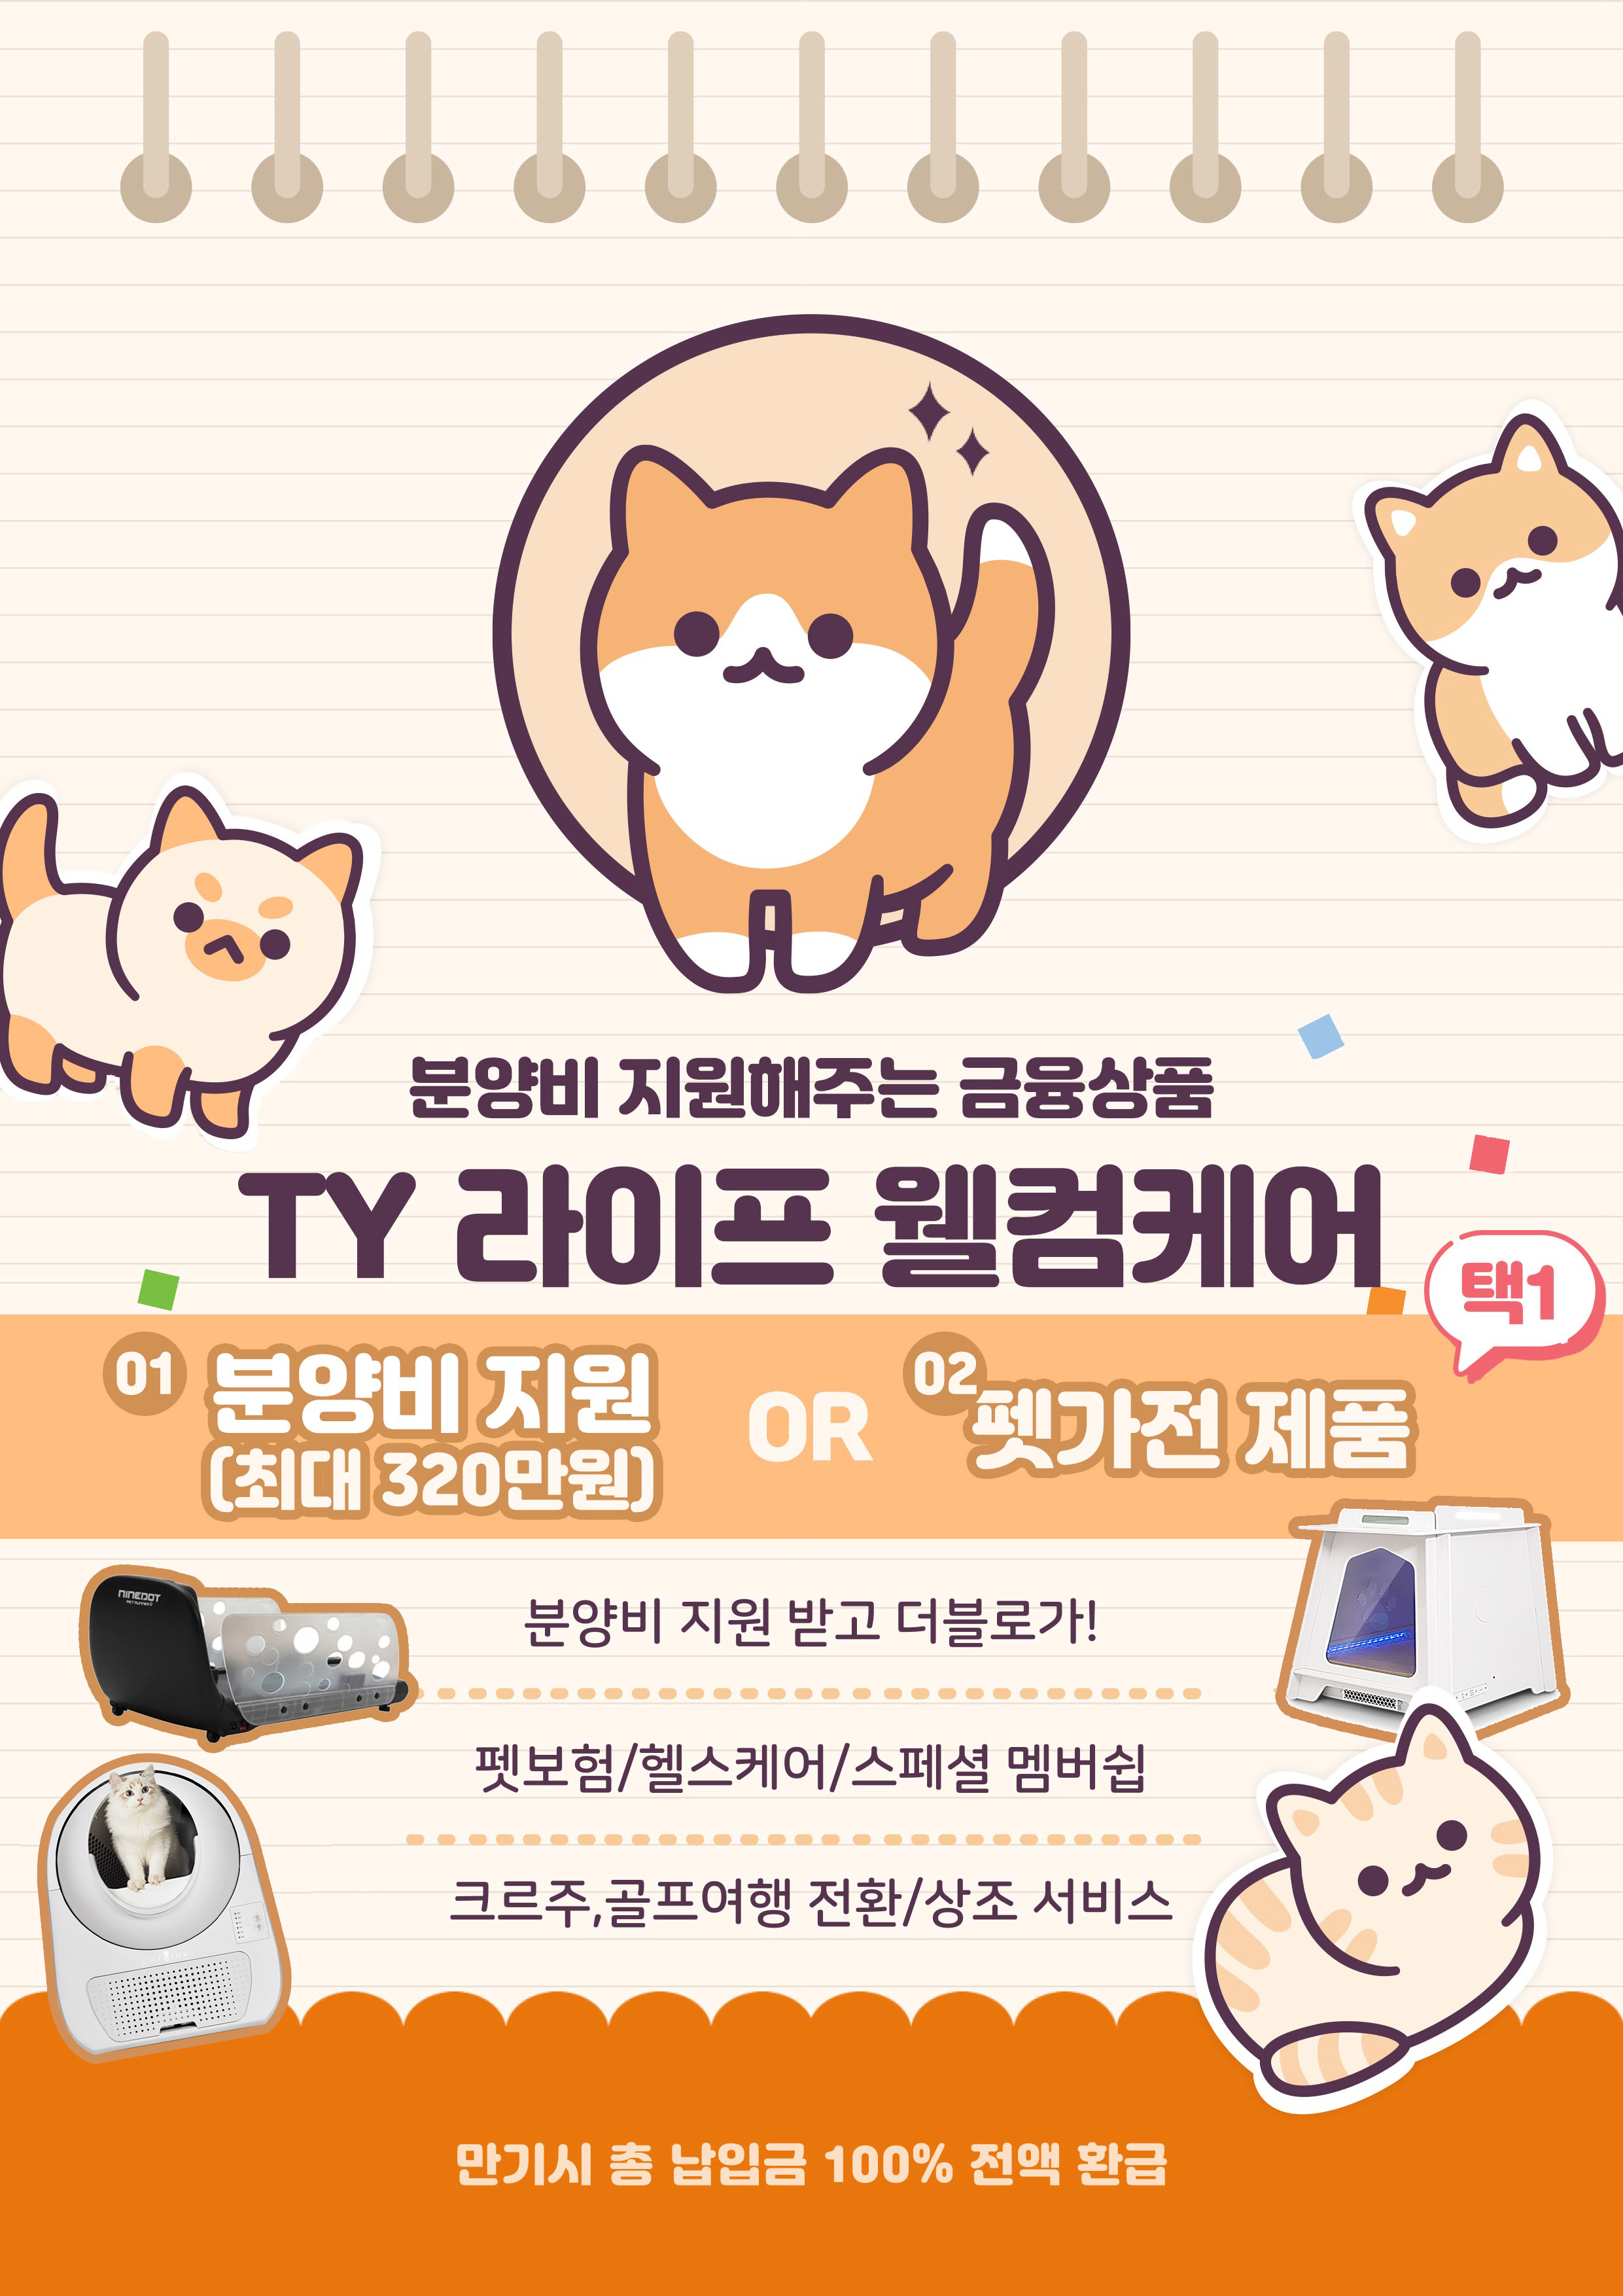 분양비 지원해주는 금융상품
TY 라이프 웰컴케어
택1
01 분양비 지원
(최대 320만원)
OR
02 펫가전 제품
NINEDOT
분양비 지원 받고 더블로가!
펫보험/헬스케어/스페셜 멤버쉽
크르주,골프여행 전환/상조 서비스
만기시 총 납입금 100% 전액 환급